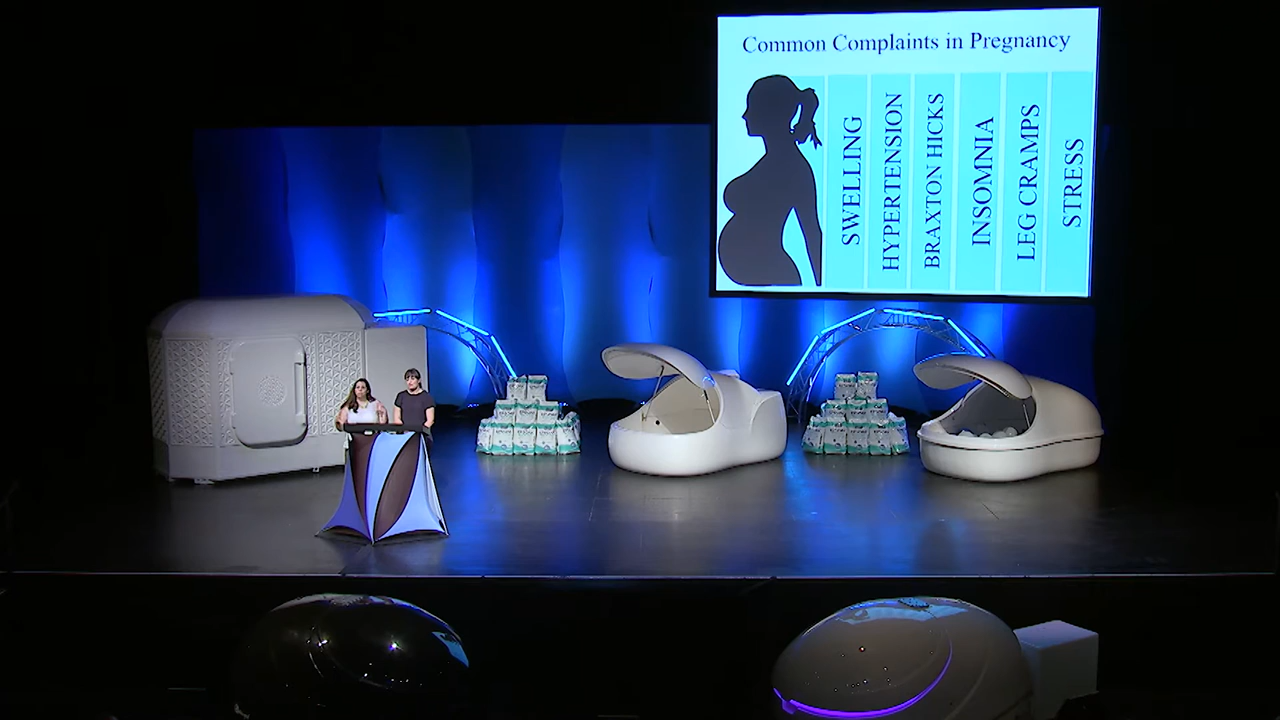 Common Complaints in Pregnancy
SWELLING
HYPERTENSION
BRAXTON HICKS
INSOMNIA
LEG CRAMPS
STRESS